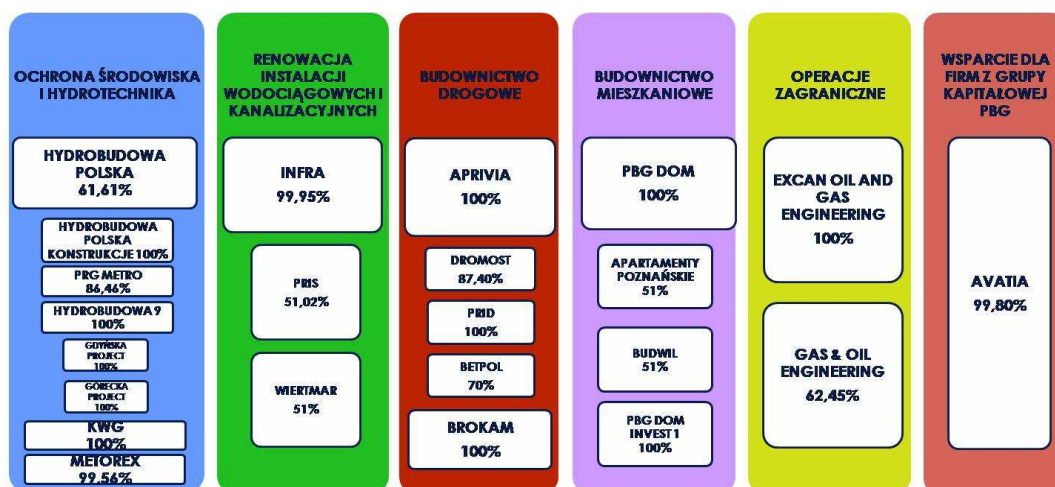 OCHRONA ŚRODOWISKA
I HYDROTECHNIKA
HYDROBUDOWA
POLSKA
61,61%
HYDROBUDOWA
POLSKA
KONSTRUKCJE 100%
PRG METRO
86,46%
HYDROBUDOWA 9
100%
GDYŃSKA
PROJECT
100%
GÓRECKA
PROJECT
100%
KWG
100%
METOREX
99,56%
RENOWACJA
INSTALACJI
WODOCIĄGOWYCH I
KANALIZACYJNYCH
INFRA
99,95%
PRIS
51,02%
WIERTMAR
51%
BUDOWNICTWO
DROGOWE
APRIVIA
100%
DROMOST
87,40%
PRID
100%
BETPOL
70%
BROKAM
100%
BUDOWNICTWO
MIESZKANIOWE
PBG DOM
100%
APARTAMENTY
POZNAŃSKIE
51%
BUDWIL
51%
PBG DOM
INVEST 1
100%
OPERACJE
ZAGRANICZNE
EXCAN OIL AND
GAS
ENGINEERING
100%
GAS & OIL
ENGINEERING
62,45%
WSPARCIE DLA
FIRM Z GRUPY
KAPITAŁOWEJ
PBG
AVATIA
99,80%